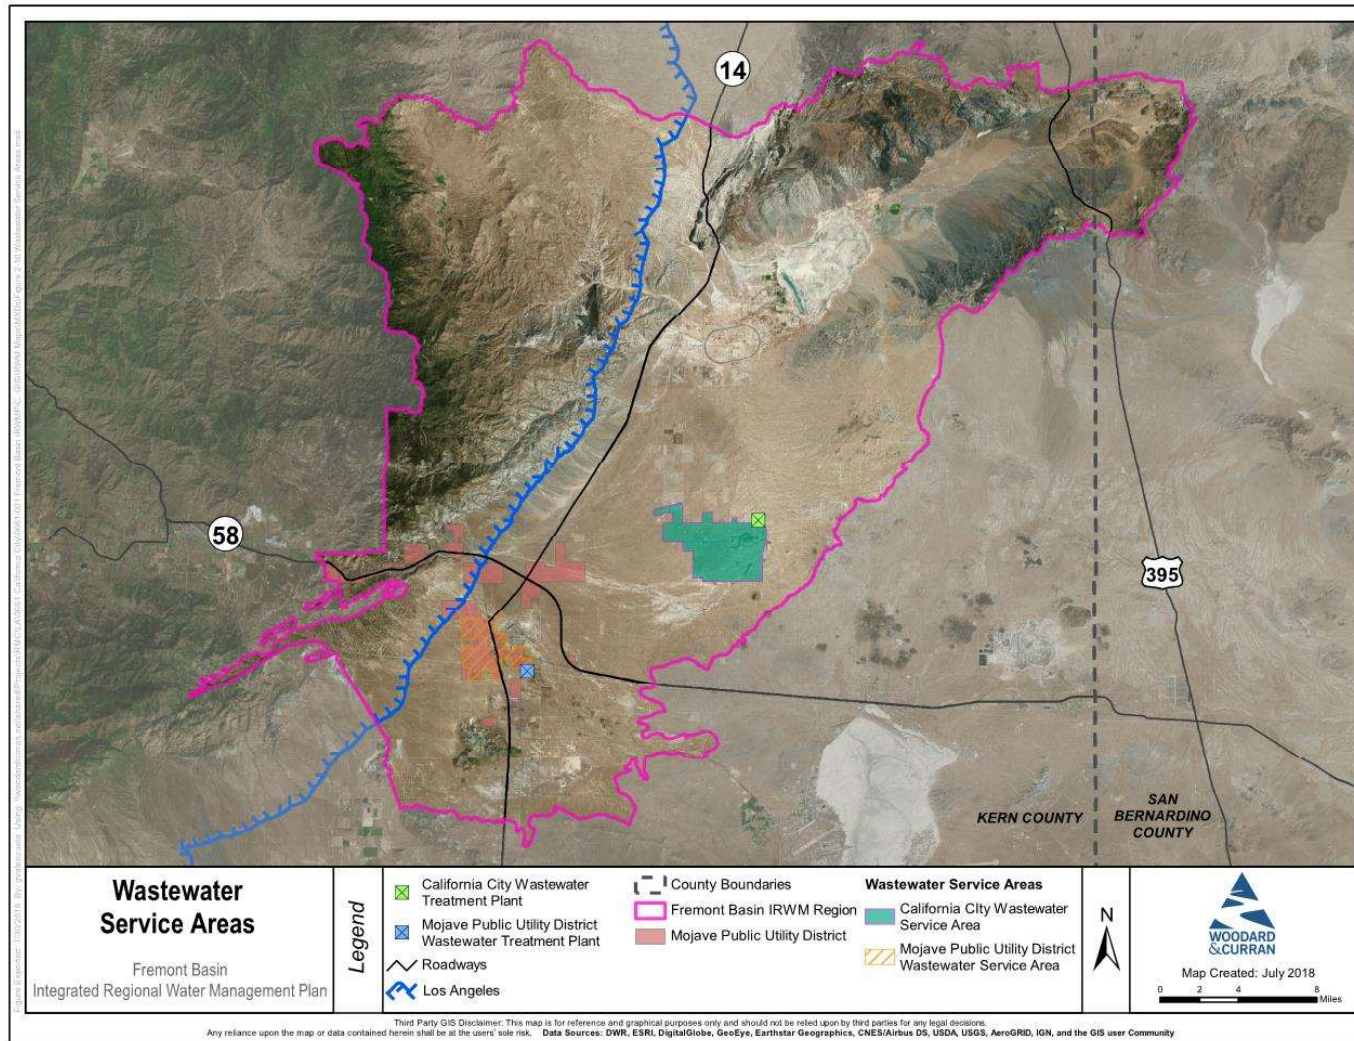 14
58
395
KERN COUNTY
SAN
BERNARDINO
COUNTY
Wastewater
Service Areas
Fremont Basin
Integrated Regional Water Management Plan
Legend
California City Wastewater
Treatment Plant
Mojave Public Utility District
Wastewater Treatment Plant
Roadways
Los Angeles
County Boundaries
Fremont Basin IRWM Region
Mojave Public Utility District
Wastewater Service Areas
California CIty Wastewater
Service Area
Mojave Public Utility District
Wastewater Service Area
N
WOODARD
&CURRAN
Map Created: July 2018
0 2 4 8
Miles
Third Party GIS Disclaimer: This map is for reference and graphical purposes only and should not be relied upon by third parties for any legal decisions.
Any reliance upon the map or data contained herein shall be at the users' sole risk. Data Sources: DWR, ESRI, DigitalGlobe, GeoEye, Earthstar Geographics, CNES/Airbus DS, USDA, USGS, AeroGRID, IGN, and the GIS user Community